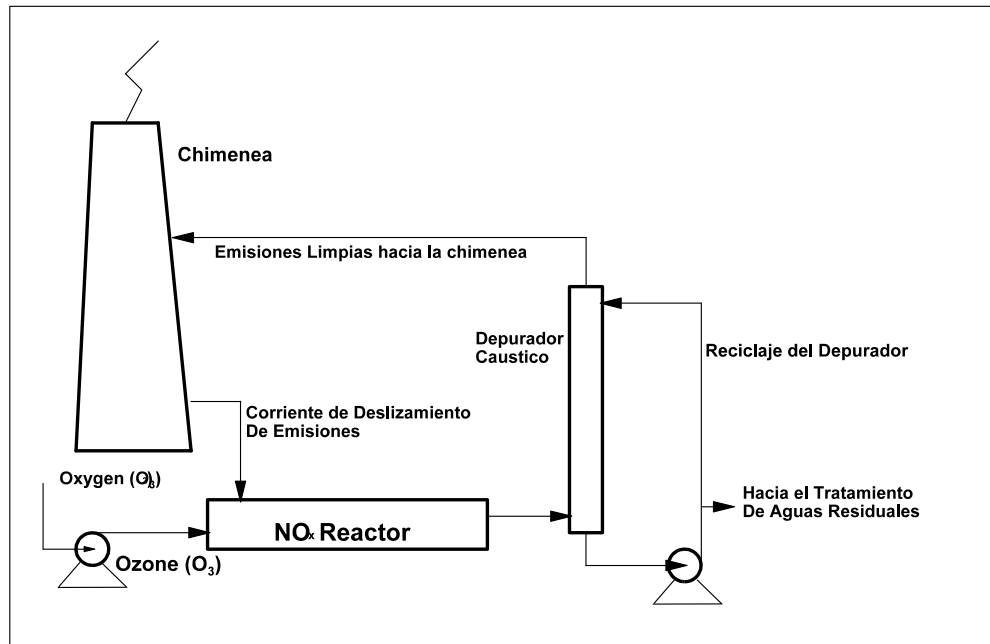 Chimenea
Emisiones Limpias hacia la chimenea
Depurador
Caustico
Reciclaje del Depurador
Corriente de Deslizamiento
De Emisiones
Oxygen (O₃)
NOx Reactor
Ozone (O₃)
Hacia el Tratamiento
De Aguas Residuales